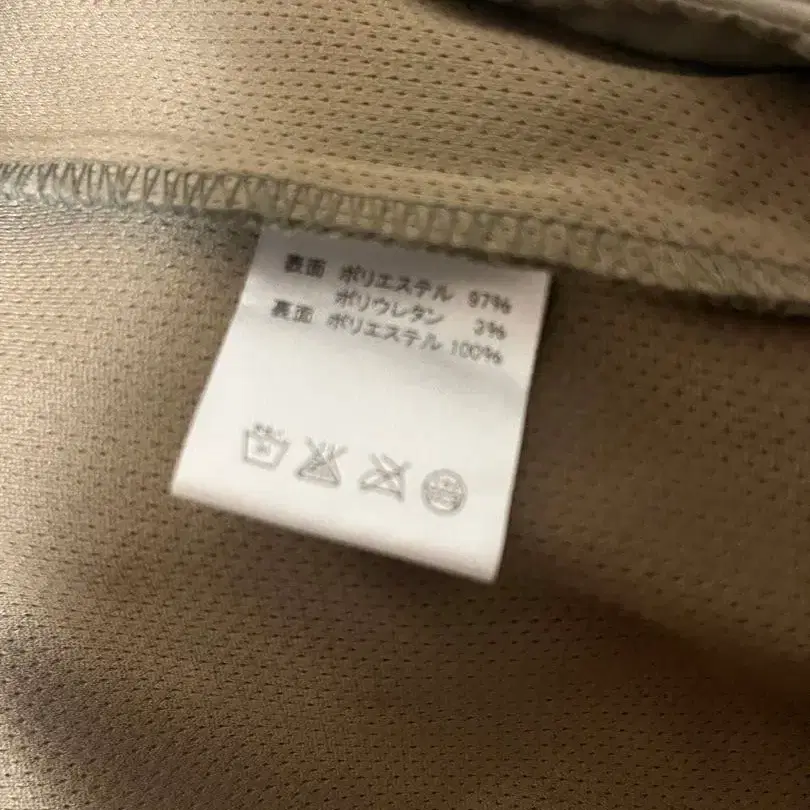 表面 ポリエステル 97%
ポリウレタン 3%
裏面 ポリエステル 100%